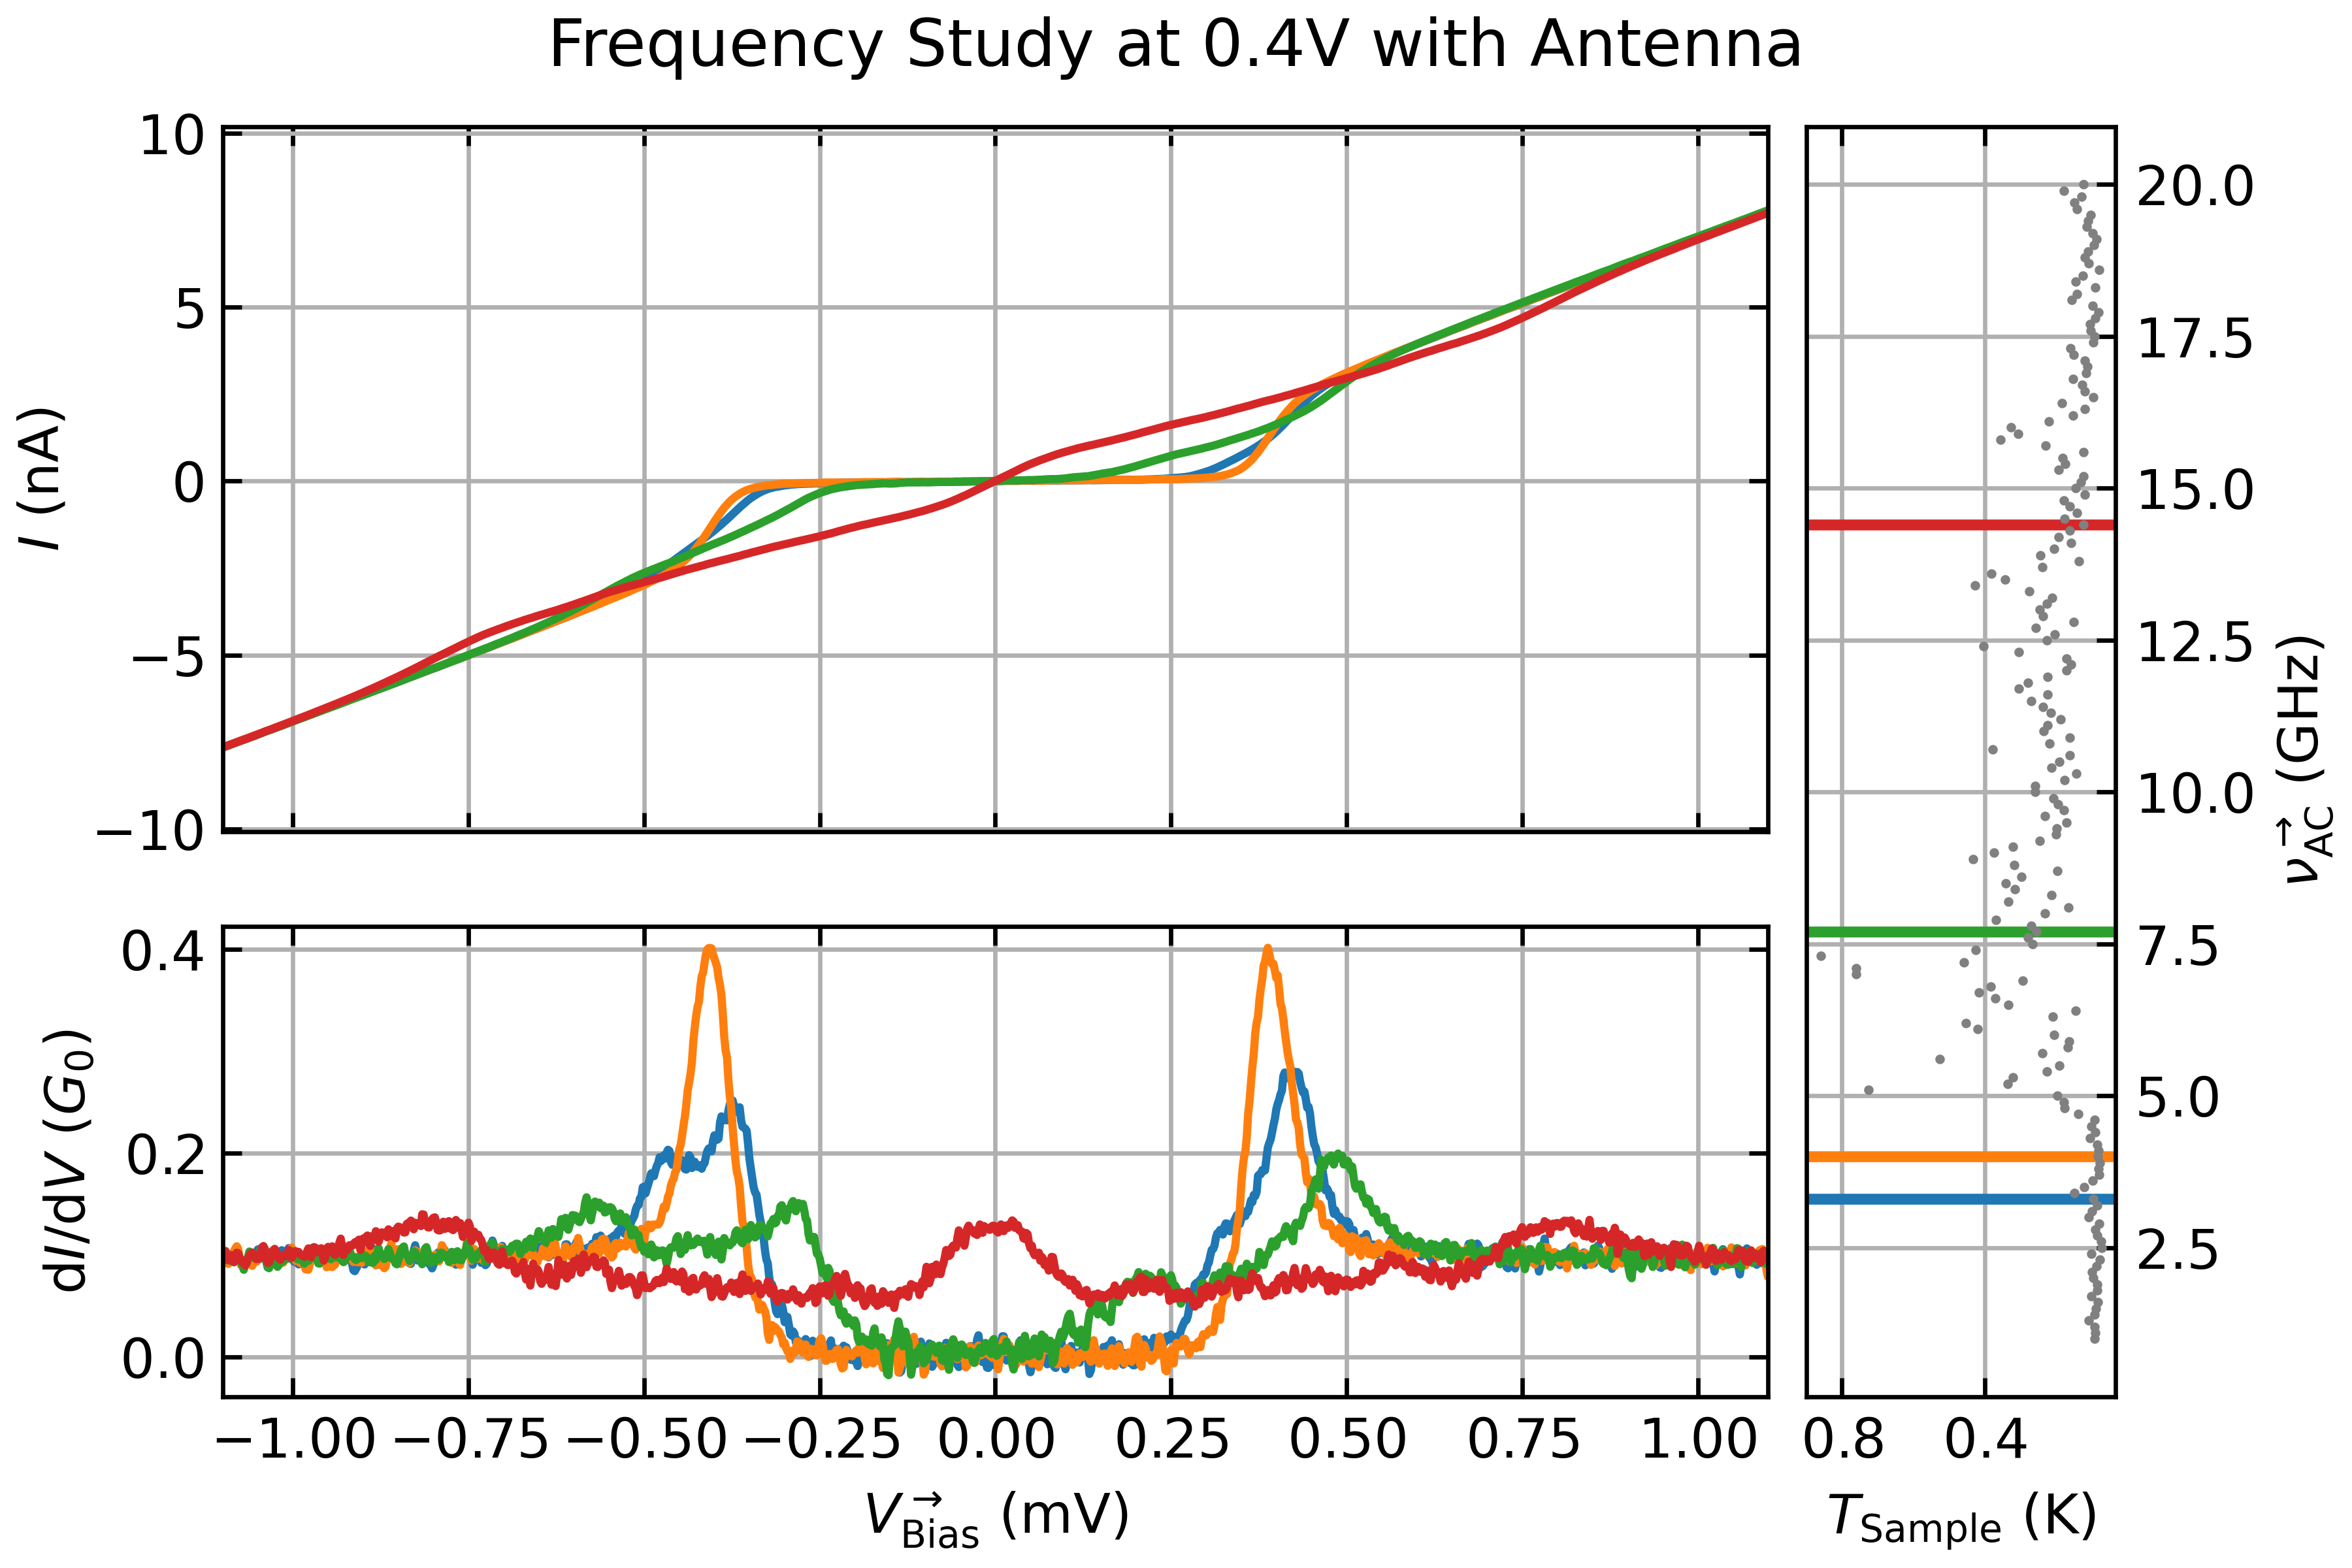 Frequency Study at 0.4V with Antenna
10
5
0
−5
−10
I (nA)
0.4
0.2
0.0
dI/dV (G₀)
−1.00 −0.75 −0.50 −0.25 0.00 0.25 0.50 0.75 1.00
V→Bias (mV)
20.0
17.5
15.0
12.5
10.0
7.5
5.0
2.5
ν→AC (GHz)
0.8 0.4
TSample (K)